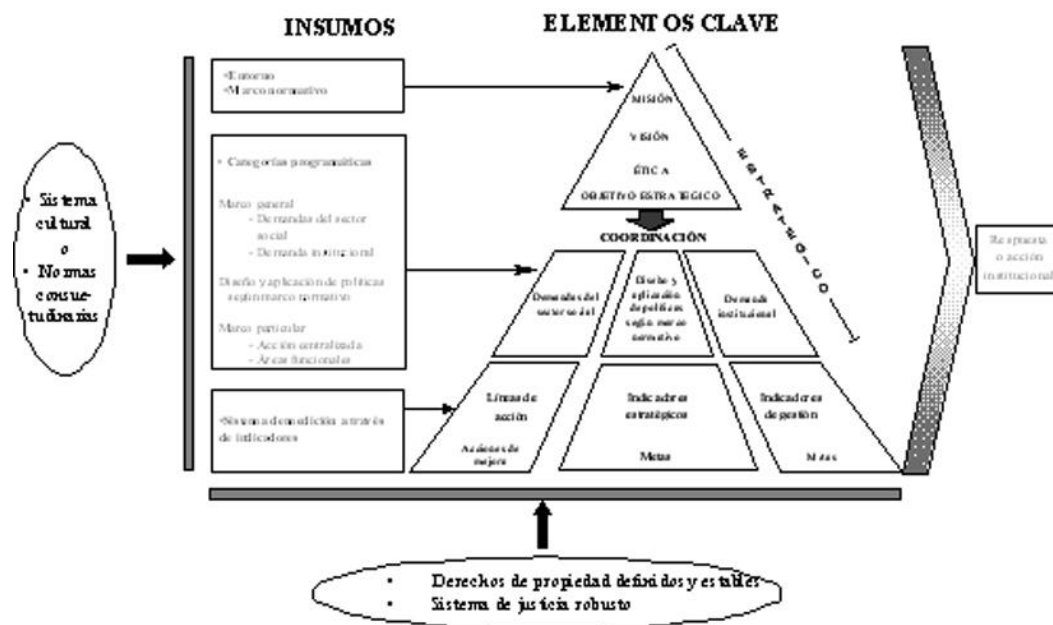 INSUMOS
ELEMENTOS CLAVE
•Entorno
•Marco normativo
• Categorías programáticas
Marco general
- Demandas del sector
social
- Demanda institucional
Diseño y aplicación de políticas
según marco normativo
Marco particular
- Acción centralizada
- Áreas funcionales
•Sistema de medición a través
de indicadores
• Sistema
cultural
o
• Normas
consue-
tudinarias
MISIÓN
VISIÓN
ÉTICA
OBJETIVO ESTRATEGICO
COORDINACIÓN
ESTRATEGICO
Demandas del
sector social
Diseño y
aplicación
de políticas
según marco
normativo
Demanda
institucional
Líneas de
acción
Acciones de
mejora
Indicadores
estratégicos
Metas
Indicadores
de gestión
Metas
Respuesta
o acción
institucional
• Derechos de propiedad definidos y estables
• Sistema de justicia robusto